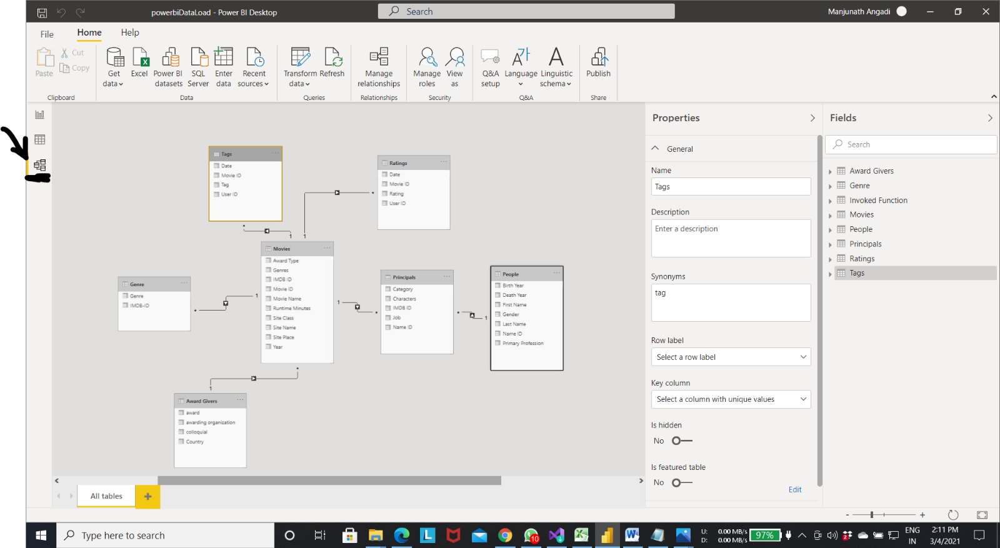 powerbiDataLoad - Power BI Desktop
Search
Manjunath Angadi
File
Home
Help
Paste
Cut
Copy
Clipboard
Get
data
Excel
Power BI
datasets
SQL
Server
Enter
data
Recent
sources
Data
Transform
data
Refresh
Queries
Manage
relationships
Relationships
Manage
roles
View
as
Security
Q&A
setup
Language
Linguistic
schema
Q&A
Publish
Share
Tags
Date
Movie ID
Tag
User ID
Ratings
Date
Movie ID
Rating
User ID
*
1
1
*
Movies
Award Type
Genres
IMDB ID
Movie ID
Movie Name
Runtime Minutes
Site Class
Site Name
Site Place
Year
Genre
Genre
IMDB-ID
*
1
1
*
Principals
Category
Characters
IMDB ID
Job
Name ID
*
1
People
Birth Year
Death Year
First Name
Gender
Last Name
Name ID
Primary Profession
*
1
Award Givers
award
awarding organization
colloquial
Country
All tables
+
Properties
General
Name
Tags
Description
Enter a description
Synonyms
tag
Row label
Select a row label
Key column
Select a column with unique values
Is hidden
No
Is featured table
No
Edit
Fields
Search
Award Givers
Genre
Invoked Function
Movies
People
Principals
Ratings
Tags
- +
Type here to search
L
10
U: 0.00 MB/s
D: 0.00 MB/s
97%
2
ENG
IN
2:11 PM
3/4/2021